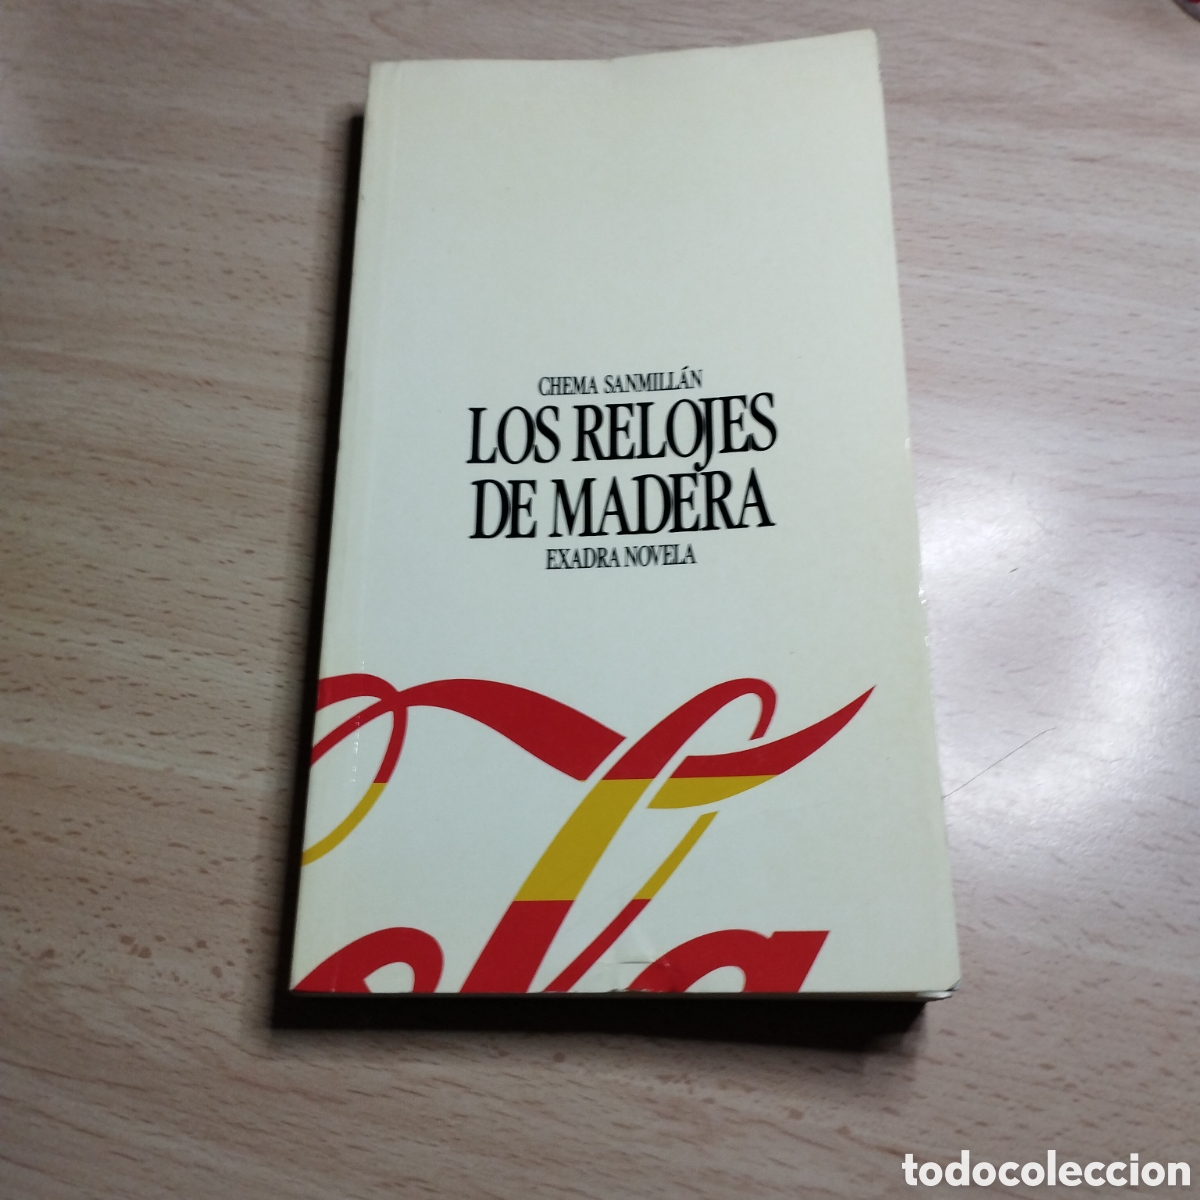 CHEMA SANMILLÁN
LOS RELOJES
DE MADERA
EXADRA NOVELA
todocoleccion